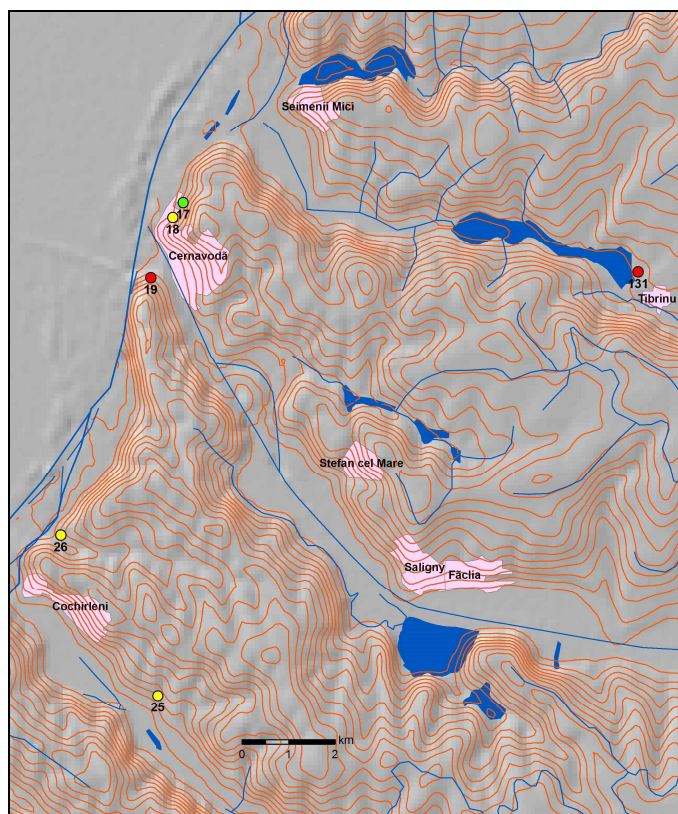 Seimenii Mici
17
18
Cernavodă
19
131
Tibrinu
Stefan cel Mare
26
Saligny
Făclia
Cochirleni
25
km
0 1 2